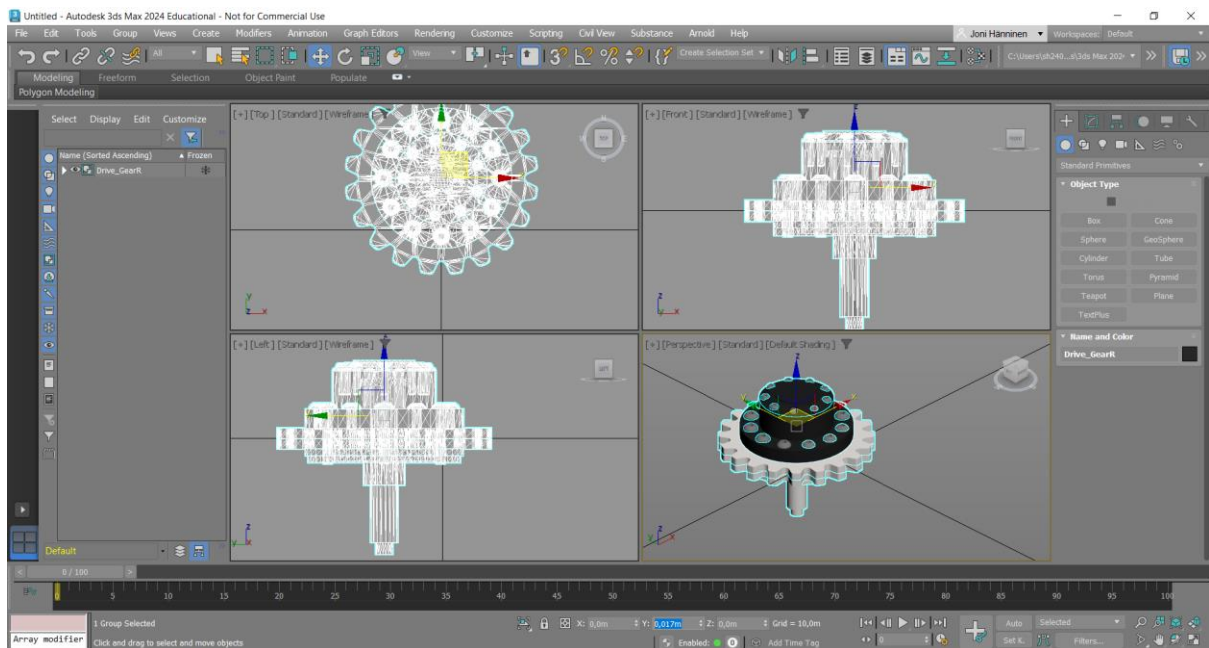 Untitled - Autodesk 3ds Max 2024 Educational - Not for Commercial Use
File Edit Tools Group Views Create Modifiers Animation Graph Editors Rendering Customize Scripting Civil View Substance Arnold Help Joni Hänninen Workspaces: Default
All View Create Selection Set C:\Users\sh240...s\3ds Max 202
Modeling Freeform Selection Object Paint Populate
Polygon Modeling
Select Display Edit Customize
Name (Sorted Ascending) Frozen
Drive_GearR
Default
[+] [Top ] [Standard ] [Wireframe ]
[+] [Front ] [Standard ] [Wireframe ]
[+] [Left ] [Standard ] [Wireframe ]
[+] [Perspective ] [Standard ] [Default Shading ]
Standard Primitives
Object Type
Box Cone
Sphere GeoSphere
Cylinder Tube
Torus Pyramid
Teapot Plane
TextPlus
Name and Color
Drive_GearR
0 / 100
0 5 10 15 20 25 30 35 40 45 50 55 60 65 70 75 80 85 90 95 100
1 Group Selected X: 0,0m Y: 0,017m Z: 0,0m Grid = 10,0m Auto Selected
Array modifier Click and drag to select and move objects Enabled: Add Time Tag 0 Set K. Filters...